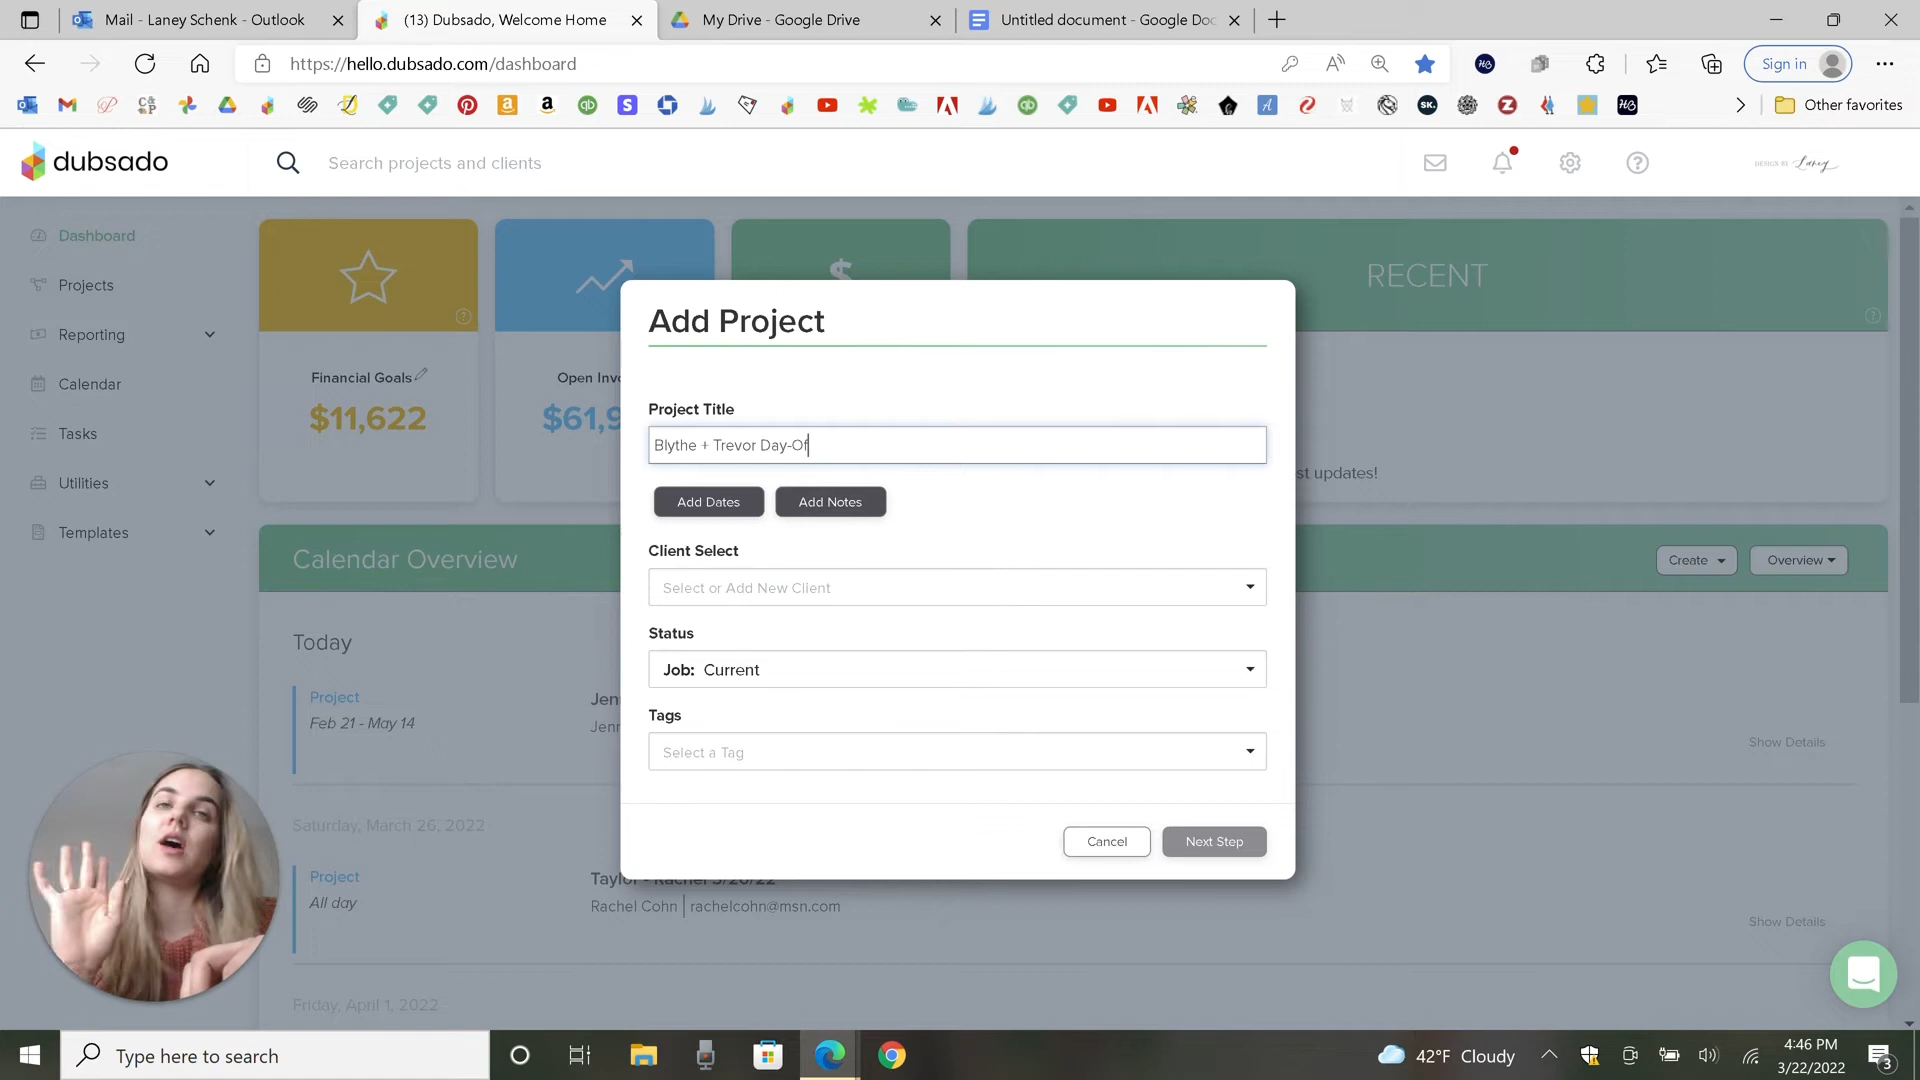 Mail - Laney Schenk - Outlook
(13) Dubsado, Welcome Home
My Drive - Google Drive
Untitled document - Google Doc
https://hello.dubsado.com/dashboard
Sign in
Other favorites
dubsado
Search projects and clients
DESIGN BY Laney
Dashboard
Projects
Reporting
Calendar
Tasks
Utilities
Templates
RECENT
Financial Goals
$11,622
Open Inv
$61,9
st updates!
Add Project
Project Title
Blythe + Trevor Day-Of
Add Dates
Add Notes
Client Select
Select or Add New Client
Status
Job: Current
Tags
Select a Tag
Cancel
Next Step
Calendar Overview
Create
Overview
Today
Project
Feb 21 - May 14
Jen
Jenr
Show Details
Saturday, March 26, 2022
Project
All day
Taylor - Rachel 3/26/22
Rachel Cohn | rachelcohn@msn.com
Show Details
Friday, April 1, 2022
Type here to search
42°F Cloudy
4:46 PM
3/22/2022
3